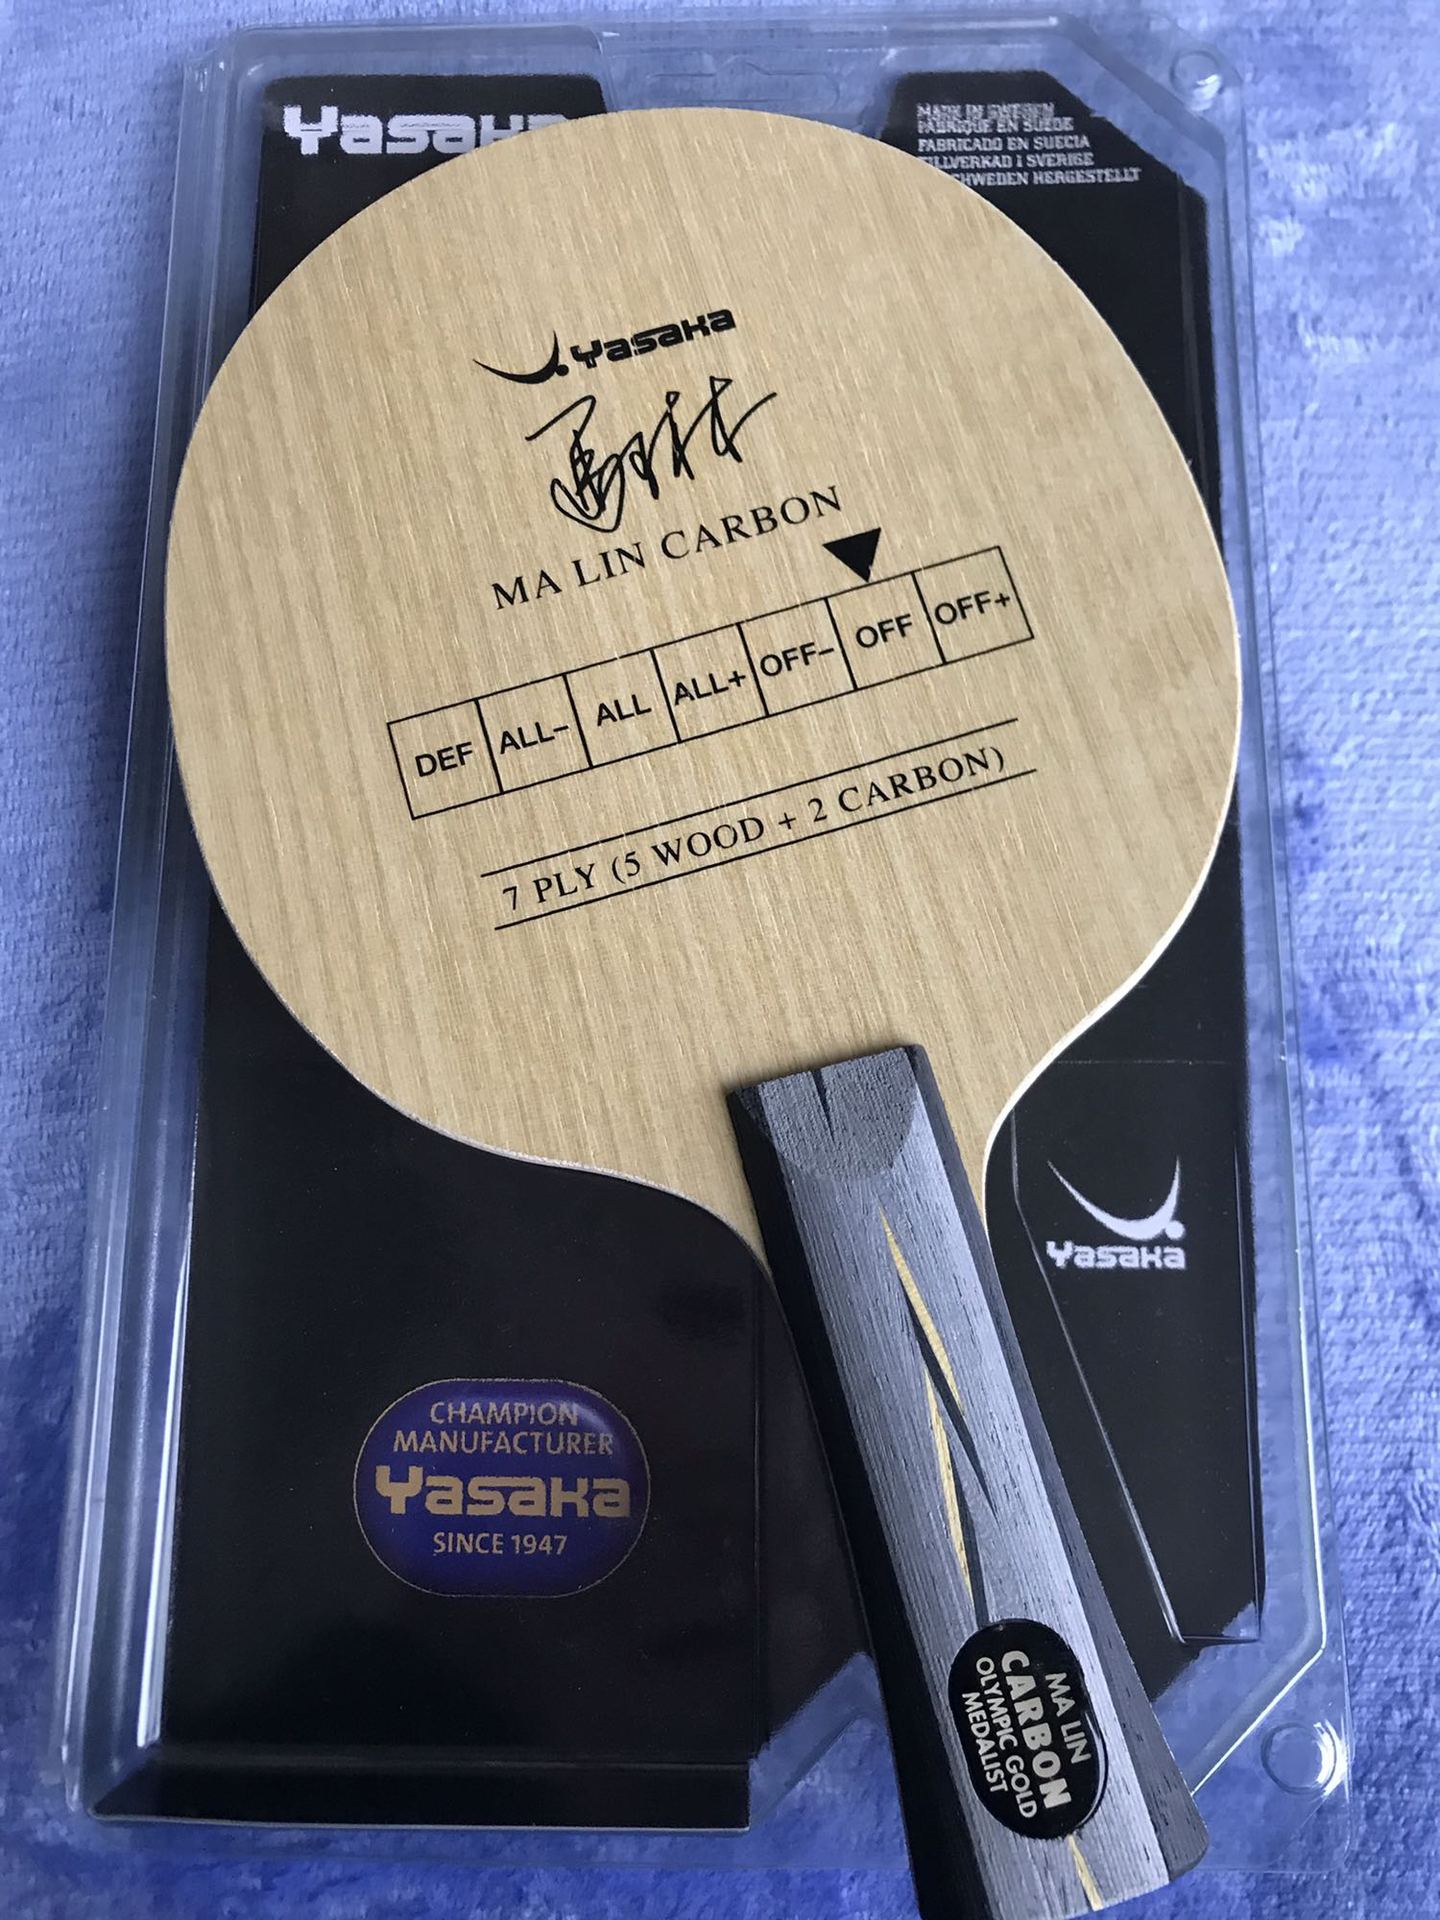 Yasaka
MADE IN SWEDEN
FABRIQUE EN SUEDE
FABRICADO EN SUECIA
TILLVERKAD I SVERIGE
SCHWEDEN HERGESTELLT
Yasaka
馬林
MA LIN CARBON
DEF ALL- ALL ALL+ OFF- OFF OFF+
7 PLY (5 WOOD + 2 CARBON)
Yasaka
CHAMPION
MANUFACTURER
Yasaka
SINCE 1947
MA LIN
CARBON
OLYMPIC GOLD
MEDALIST